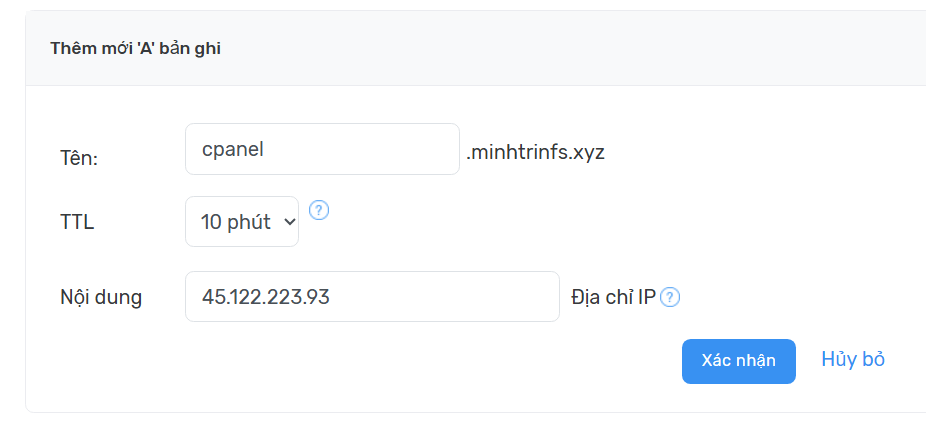 Thêm mới 'A' bản ghi
Tên: cpanel .minhtrinfs.xyz
TTL 10 phút ?
Nội dung 45.122.223.93 Địa chỉ IP ?
Xác nhận Hủy bỏ